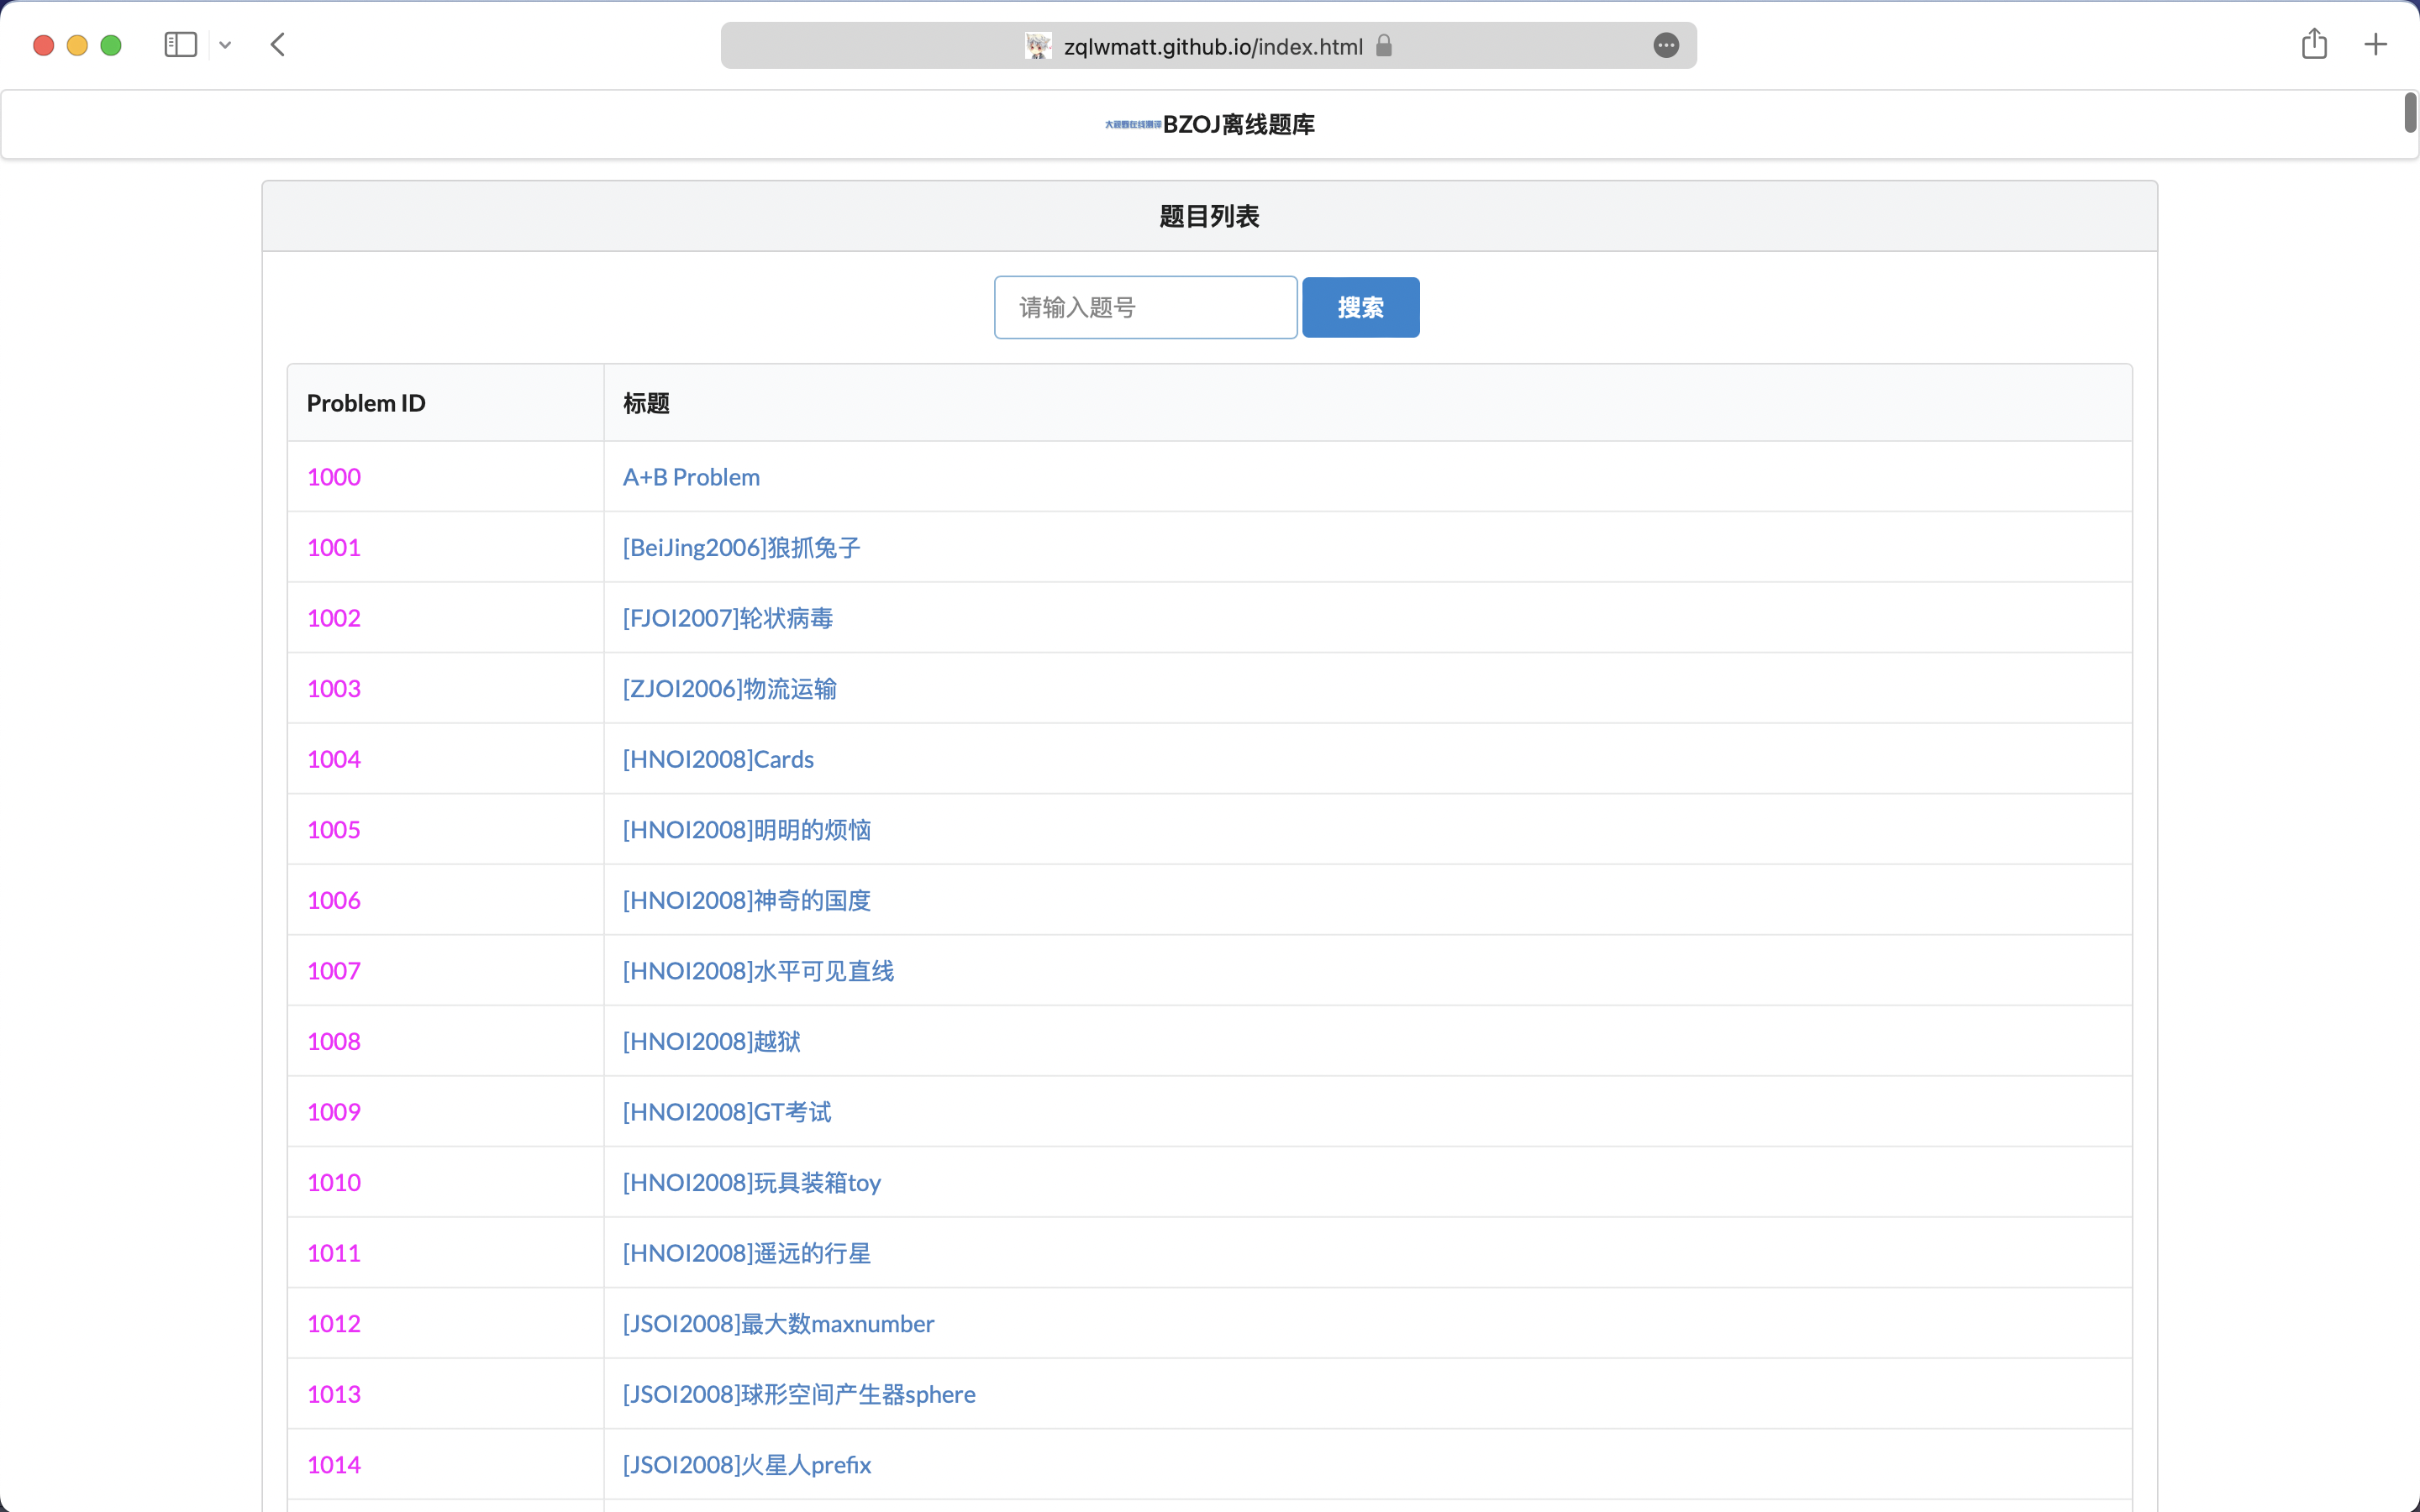 zqlwmatt.github.io/index.html
大视野在线测评BZOJ离线题库
题目列表
请输入题号 搜索
Problem ID 标题
1000 A+B Problem
1001 [BeiJing2006]狼抓兔子
1002 [FJOI2007]轮状病毒
1003 [ZJOI2006]物流运输
1004 [HNOI2008]Cards
1005 [HNOI2008]明明的烦恼
1006 [HNOI2008]神奇的国度
1007 [HNOI2008]水平可见直线
1008 [HNOI2008]越狱
1009 [HNOI2008]GT考试
1010 [HNOI2008]玩具装箱toy
1011 [HNOI2008]遥远的行星
1012 [JSOI2008]最大数maxnumber
1013 [JSOI2008]球形空间产生器sphere
1014 [JSOI2008]火星人prefix